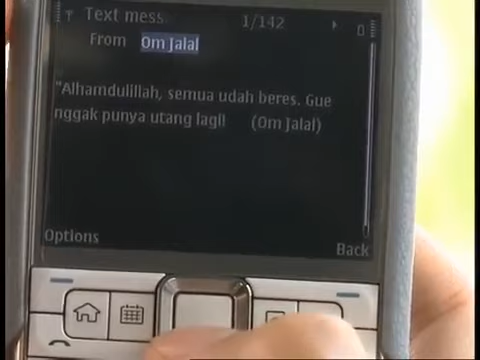 Text mess.
1/142
From Om Jalal
"Alhamdulillah, semua udah beres. Gue
nggak punya utang lagi! (Om Jalal)
Options
Back